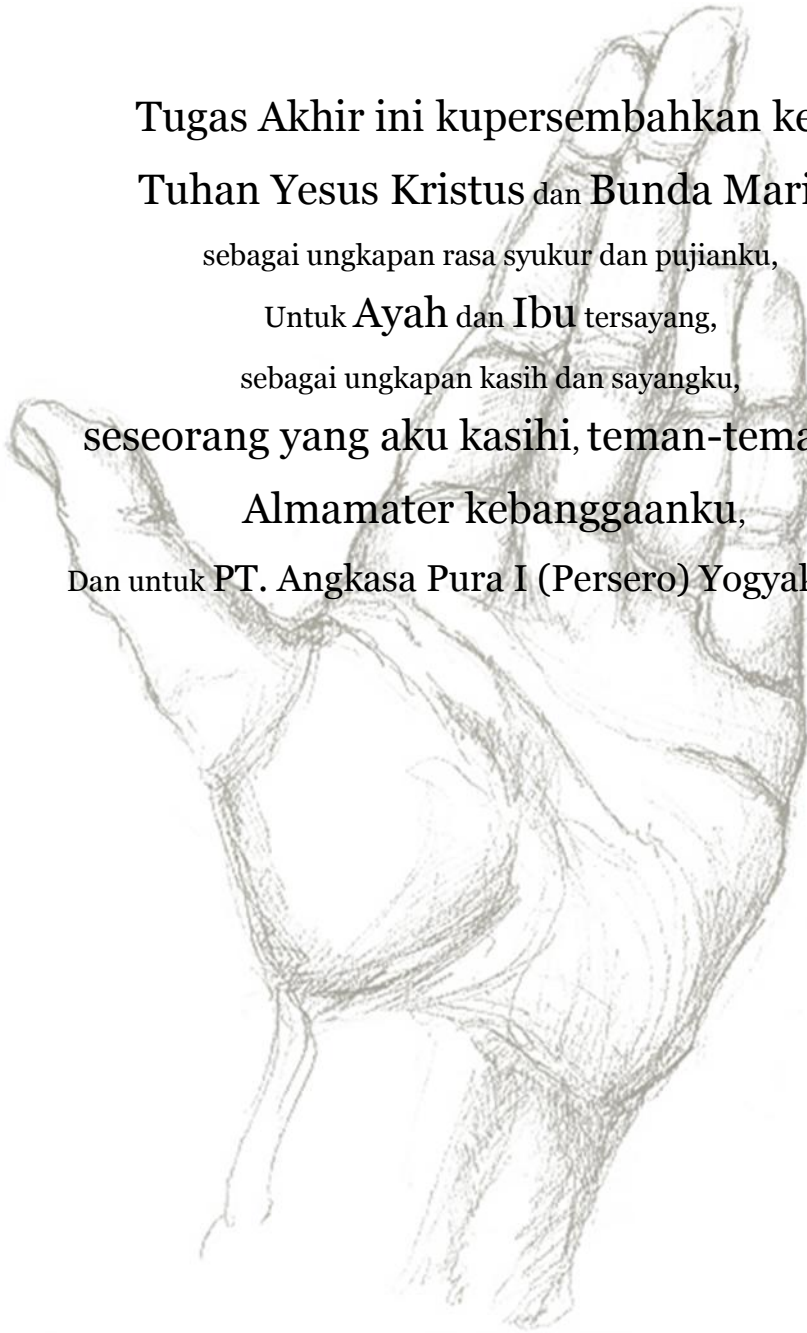 Tugas Akhir ini kupersembahkan ke
Tuhan Yesus Kristus dan Bunda Mari
sebagai ungkapan rasa syukur dan pujianku,
Untuk Ayah dan Ibu tersayang,
sebagai ungkapan kasih dan sayangku,
seseorang yang aku kasihi, teman-tema
Almamater kebanggaanku,
Dan untuk PT. Angkasa Pura I (Persero) Yogyak